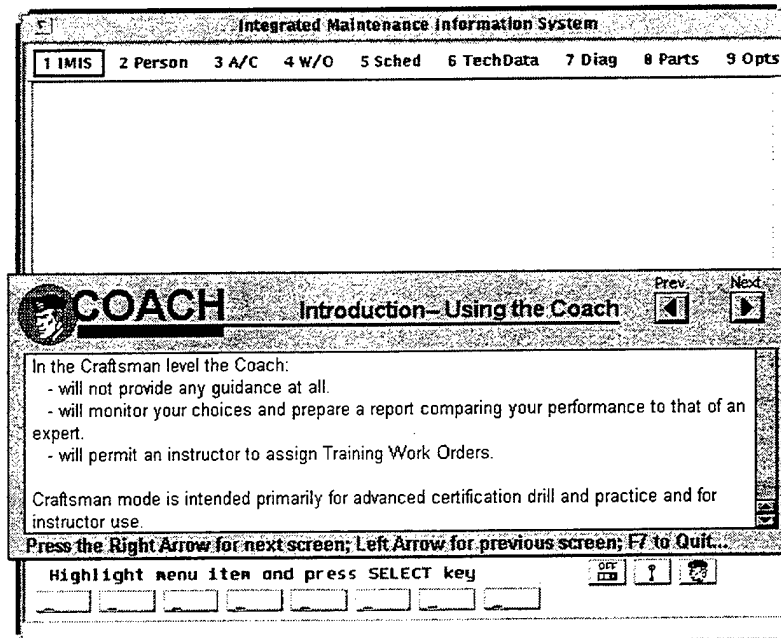 Integrated Maintenance Information System
1 IMIS 2 Person 3 A/C 4 W/O 5 Sched 6 TechData 7 Diag 8 Parts 9 Opts
Prev. Next
COACH Introduction– Using the Coach
In the Craftsman level the Coach:
- will not provide any guidance at all.
- will monitor your choices and prepare a report comparing your performance to that of an
expert.
- will permit an instructor to assign Training Work Orders.
Craftsman mode is intended primarily for advanced certification drill and practice and for
instructor use.
Press the Right Arrow for next screen; Left Arrow for previous screen; F7 to Quit...
Highlight menu item and press SELECT key
OFF